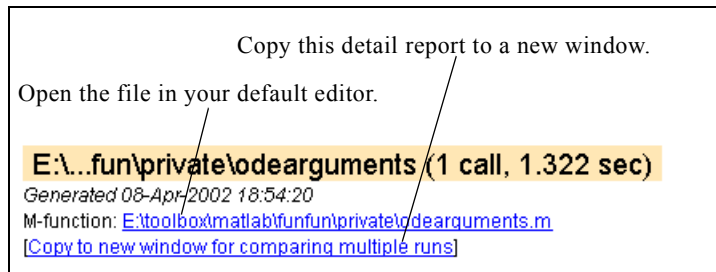 Copy this detail report to a new window.
Open the file in your default editor.
E:\...fun\private\odearguments (1 call, 1.322 sec)
Generated 08-Apr-2002 18:54:20
M-function: E:\toolbox\matlab\funfun\private\odearguments.m
[Copy to new window for comparing multiple runs]